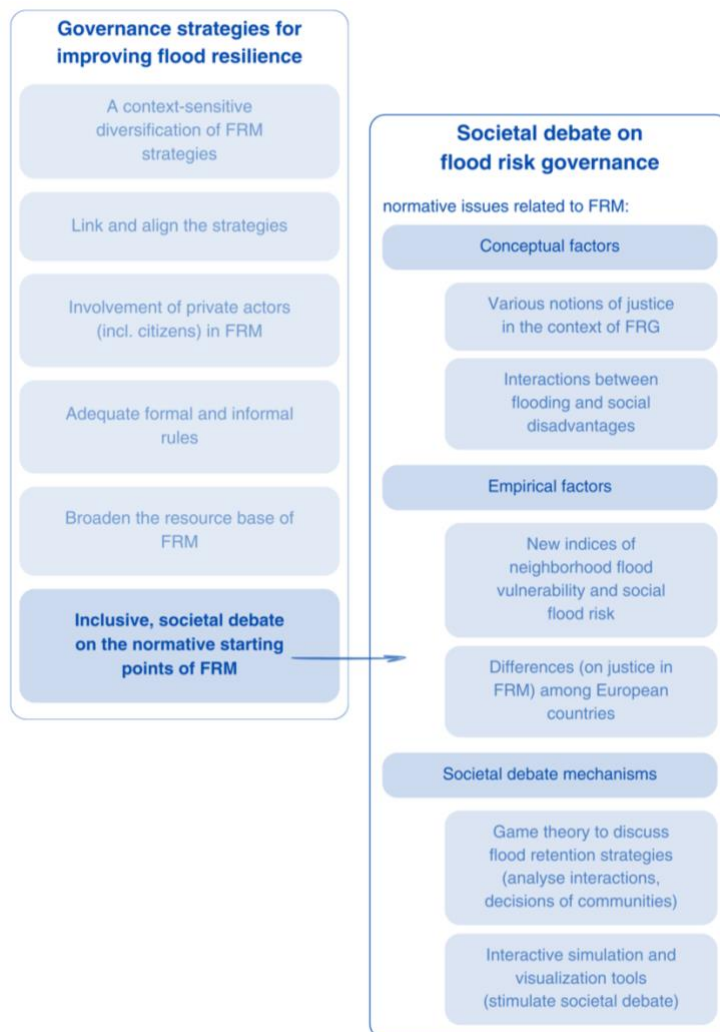 Governance strategies for
improving flood resilience
A context-sensitive
diversification of FRM
strategies
Link and align the strategies
Involvement of private actors
(incl. citizens) in FRM
Adequate formal and informal
rules
Broaden the resource base of
FRM
Inclusive, societal debate
on the normative starting
points of FRM
Societal debate on
flood risk governance
normative issues related to FRM:
Conceptual factors
Various notions of justice
in the context of FRG
Interactions between
flooding and social
disadvantages
Empirical factors
New indices of
neighborhood flood
vulnerability and social
flood risk
Differences (on justice in
FRM) among European
countries
Societal debate mechanisms
Game theory to discuss
flood retention strategies
(analyse interactions,
decisions of communities)
Interactive simulation and
visualization tools
(stimulate societal debate)